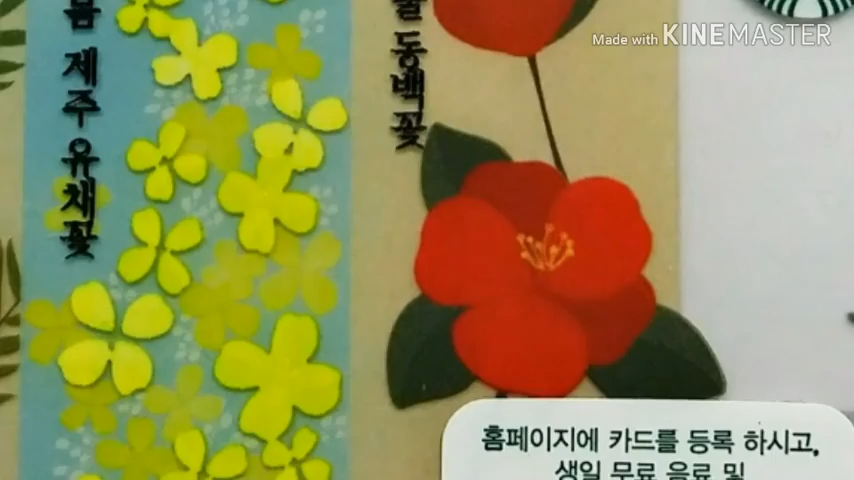 Made with KINEMASTER
봄 제주유채꽃
동백꽃
홈페이지에 카드를 등록 하시고,
생일 무료 음료 및